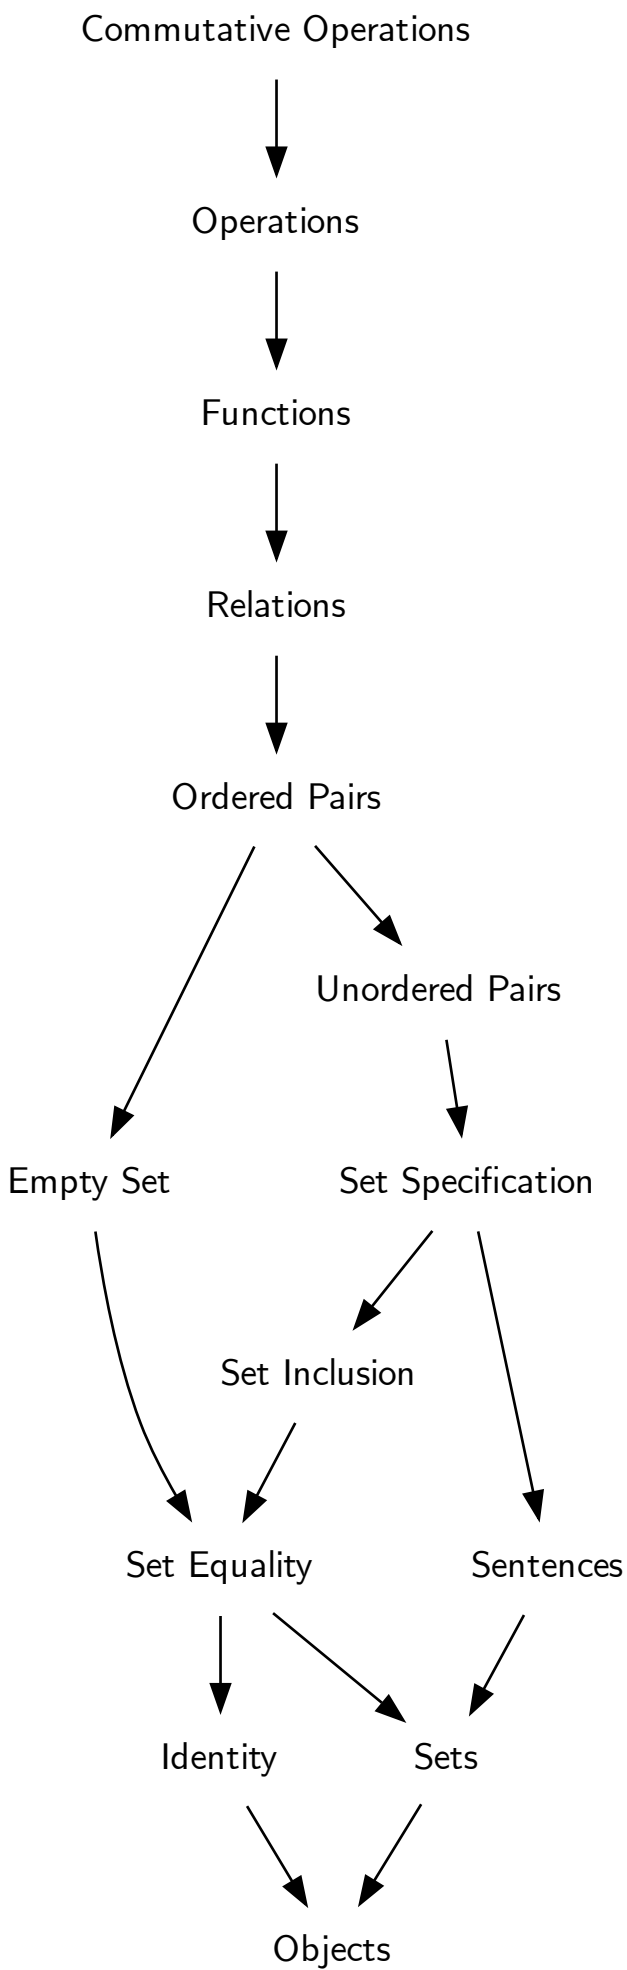 Commutative Operations
Operations
Functions
Relations
Ordered Pairs
Unordered Pairs
Empty Set
Set Specification
Set Inclusion
Set Equality
Sentences
Identity
Sets
Objects